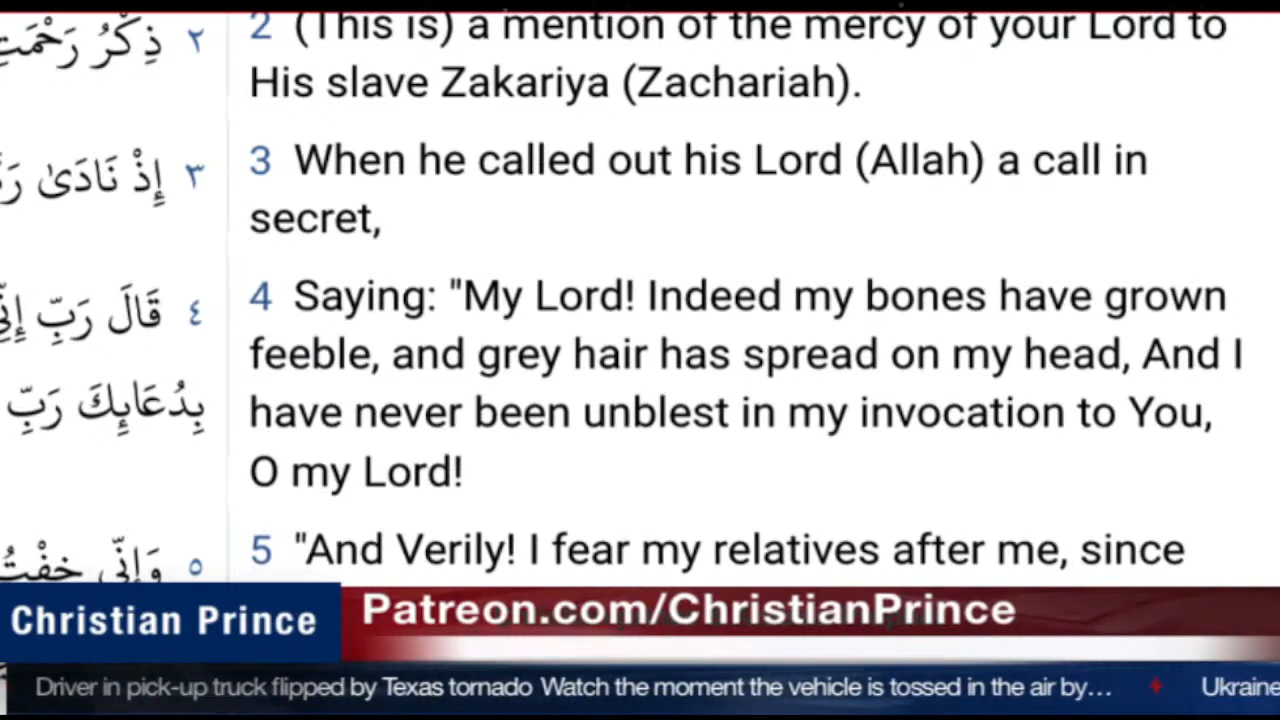 2 (This is) a mention of the mercy of your Lord to
His slave Zakariya (Zachariah).
٢ ذِكْرُ رَحْمَتِ
3 When he called out his Lord (Allah) a call in
secret,
٣ إِذْ نَادَىٰ
4 Saying: "My Lord! Indeed my bones have grown
feeble, and grey hair has spread on my head, And I
have never been unblest in my invocation to You,
O my Lord!
٤ قَالَ رَبِّ إِنِّي
بِدُعَائِكَ رَبِّ
5 "And Verily! I fear my relatives after me, since
٥ وَإِنِّي خِفْتُ
Christian Prince
Patreon.com/ChristianPrince
Driver in pick-up truck flipped by Texas tornado Watch the moment the vehicle is tossed in the air by... Ukraine